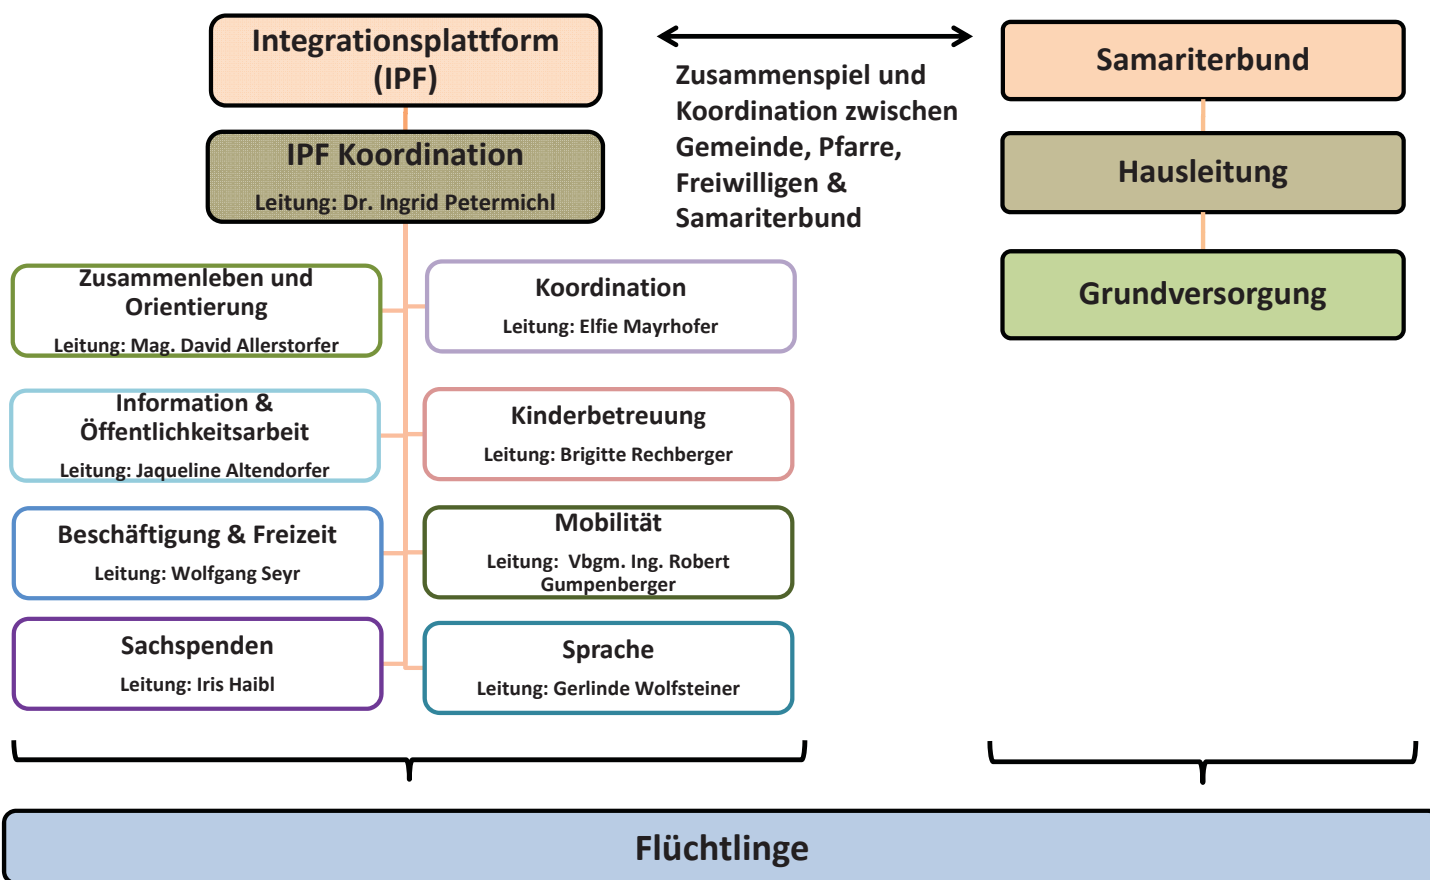 Integrationsplattform
(IPF)
IPF Koordination
Leitung: Dr. Ingrid Petermichl
Zusammenspiel und
Koordination zwischen
Gemeinde, Pfarre,
Freiwilligen &
Samariterbund
Samariterbund
Hausleitung
Grundversorgung
Zusammenleben und
Orientierung
Leitung: Mag. David Allerstorfer
Koordination
Leitung: Elfie Mayrhofer
Information &
Öffentlichkeitsarbeit
Leitung: Jaqueline Altendorfer
Kinderbetreuung
Leitung: Brigitte Rechberger
Beschäftigung & Freizeit
Leitung: Wolfgang Seyr
Mobilität
Leitung:  Vbgm. Ing. Robert
Gumpenberger
Sachspenden
Leitung: Iris Haibl
Sprache
Leitung: Gerlinde Wolfsteiner
Flüchtlinge